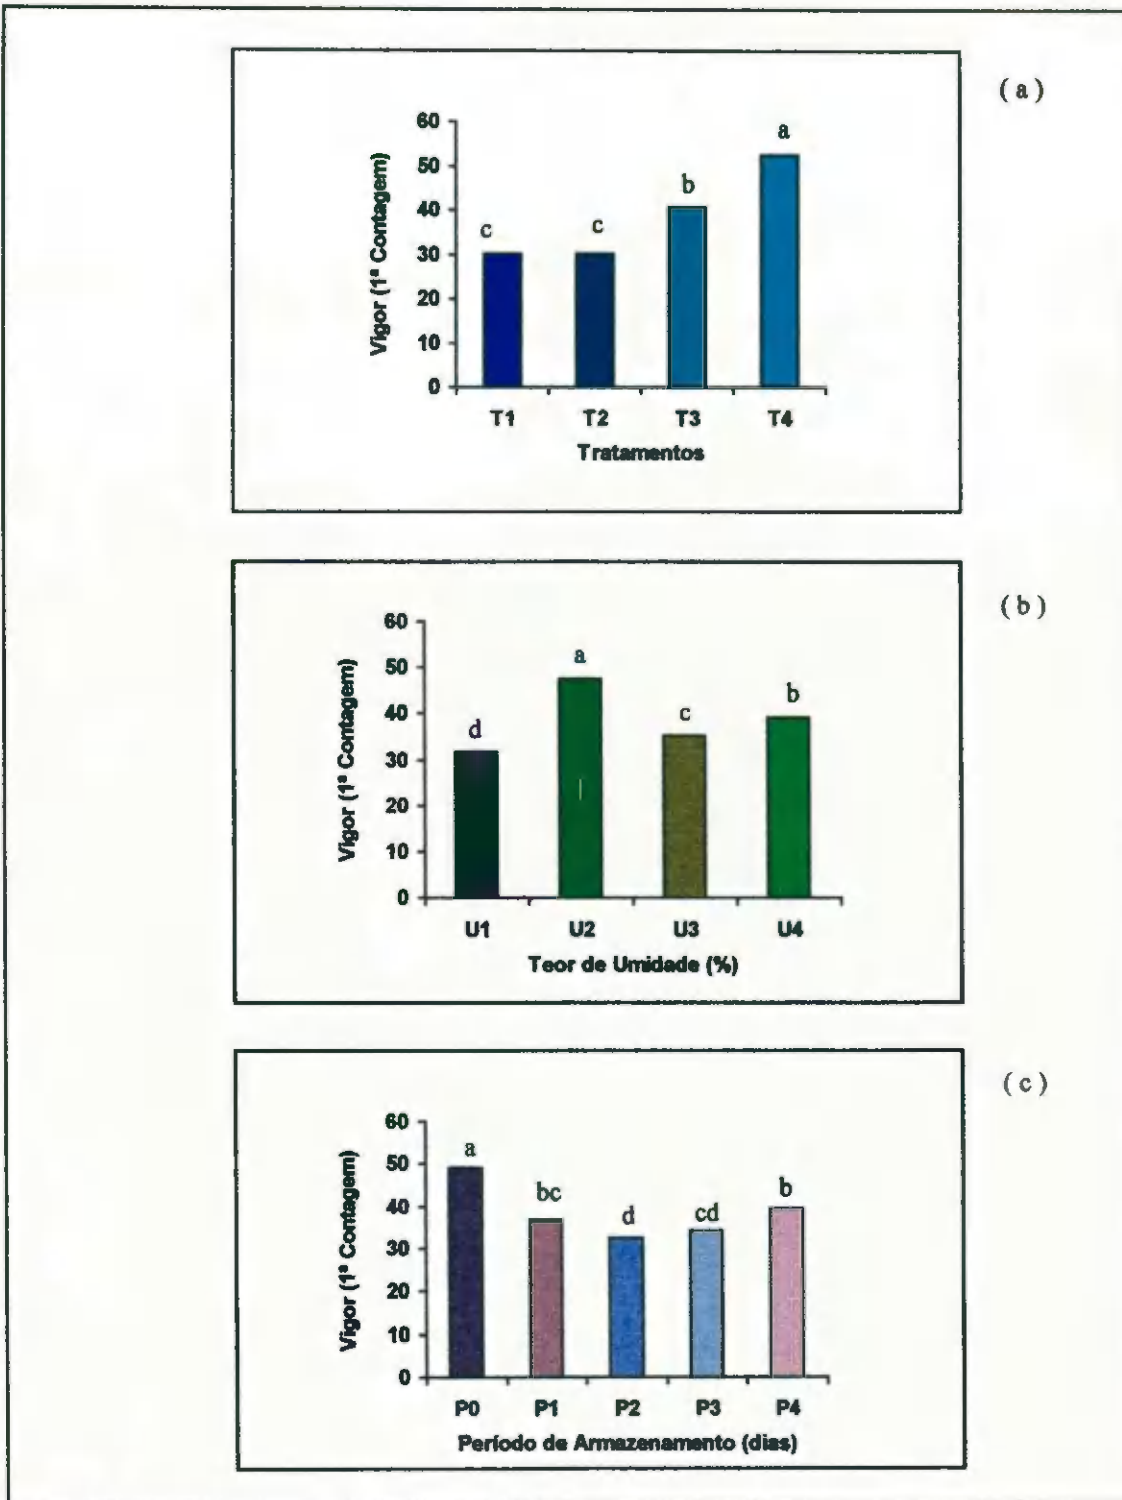 ( a )
Vigor (1ª Contagem)
60
50
40
30
20
10
0
c
c
b
a
T1 T2 T3 T4
Tratamentos
( b )
Vigor (1ª Contagem)
60
50
40
30
20
10
0
d
a
c
b
U1 U2 U3 U4
Teor de Umidade (%)
( c )
Vigor (1ª Contagem)
60
50
40
30
20
10
0
a
bc
d
cd
b
P0 P1 P2 P3 P4
Período de Armazenamento (dias)